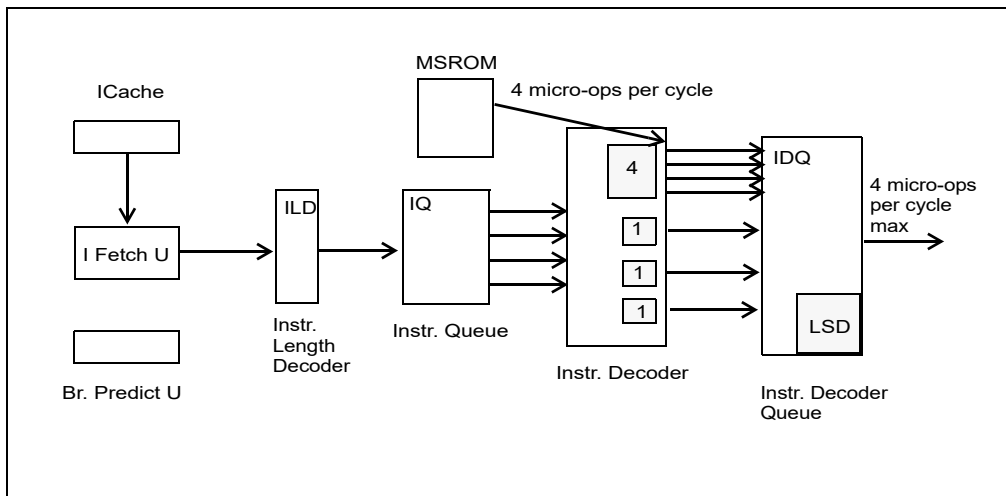 MSROM
ICache
4 micro-ops per cycle
4
IDQ
4 micro-ops
per cycle
max
ILD
IQ
1
I Fetch U
1
1
LSD
Instr.
Length
Decoder
Instr. Queue
Instr. Decoder
Br. Predict U
Instr. Decoder
Queue